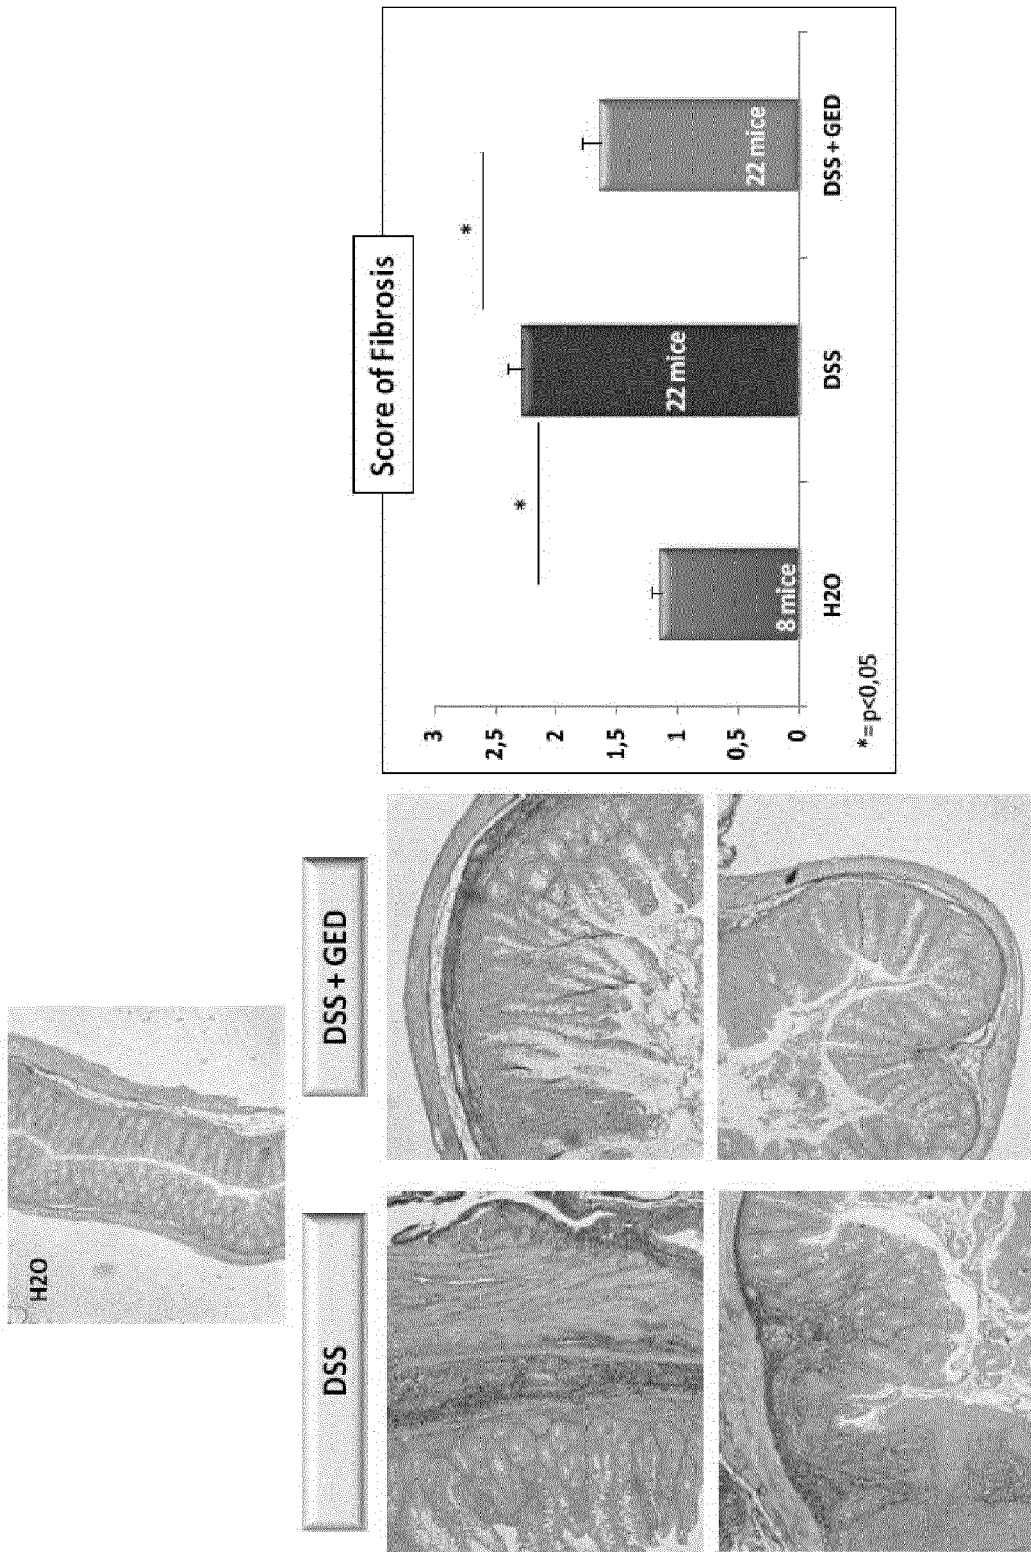 H2O
DSS
DSS + GED
Score of Fibrosis
3
2,5
2
1,5
1
0,5
0
*
*
8 mice
22 mice
22 mice
H2O
DSS
DSS + GED
*=p<0,05